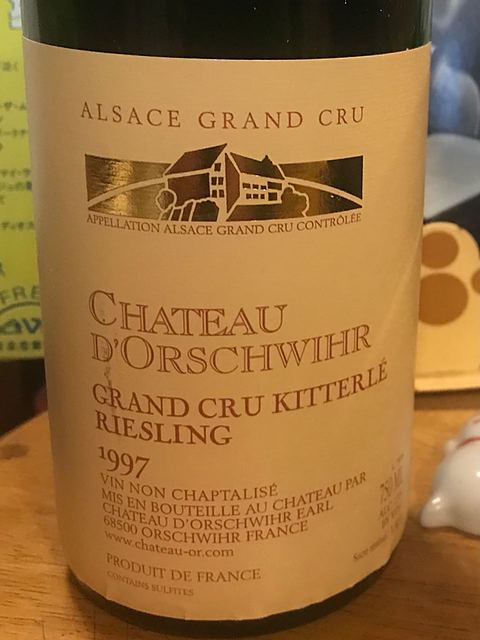 ALSACE GRAND CRU
APPELLATION ALSACE GRAND CRU CONTRÔLÉE
CHATEAU
D'ORSCHWIHR
GRAND CRU KITTERLÉ
RIESLING
1997
VIN NON CHAPTALISÉ
MIS EN BOUTEILLE AU CHATEAU PAR
CHATEAU D'ORSCHWIHR EARL
68500 ORSCHWIHR FRANCE
www.chateau-or.com
750 ML
PRODUIT DE FRANCE
CONTAINS SULFITES